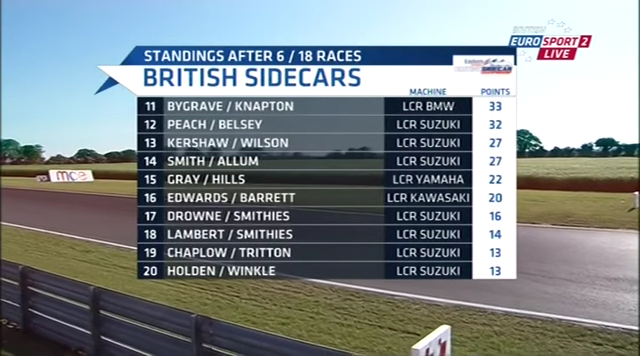 STANDINGS AFTER 6 / 18 RACES
BRITISH SIDECARS
BRITISH
EUROSPORT 2
LIVE
MACHINE POINTS
11 BYGRAVE / KNAPTON LCR BMW 33
12 PEACH / BELSEY LCR SUZUKI 32
13 KERSHAW / WILSON LCR SUZUKI 27
14 SMITH / ALLUM LCR SUZUKI 27
15 GRAY / HILLS LCR YAMAHA 22
16 EDWARDS / BARRETT LCR KAWASAKI 20
17 DROWNE / SMITHIES LCR SUZUKI 16
18 LAMBERT / SMITHIES LCR SUZUKI 14
19 CHAPLOW / TRITTON LCR SUZUKI 13
20 HOLDEN / WINKLE LCR SUZUKI 13
mce